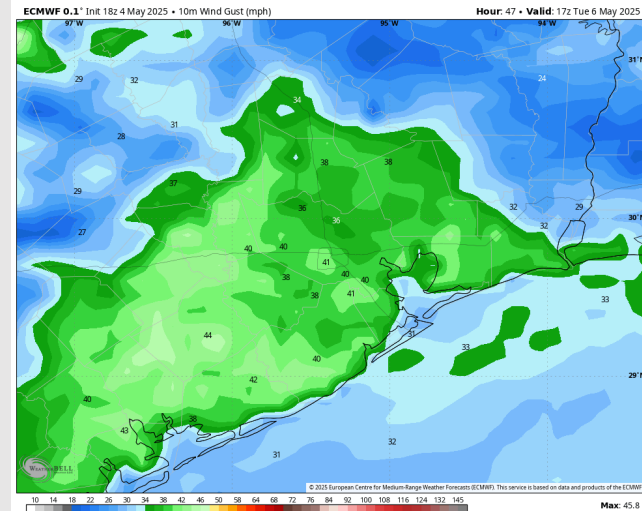 ECMWF 0.1° Init 18z 4 May 2025 • 10m Wind Gust (mph) Hour: 47 • Valid: 17z Tue 6 May 2025
97°W 96°W 95°W 94°W
31°N
29 32 24
34
31
28
38 38
37
29
36 32 29
36 30°N
32
27
40 40
41
40 40
38
38 41
33
44 31
33
40
29°N
42
40
38
43
32
31
WEATHERBELL
© 2025 European Centre for Medium-Range Weather Forecasts (ECMWF). This service is based on data and products of the ECMWF
10 14 18 22 26 30 34 38 42 46 50 58 64 68 72 76 84 92 100 108 116 124 132 145
Max: 45.8